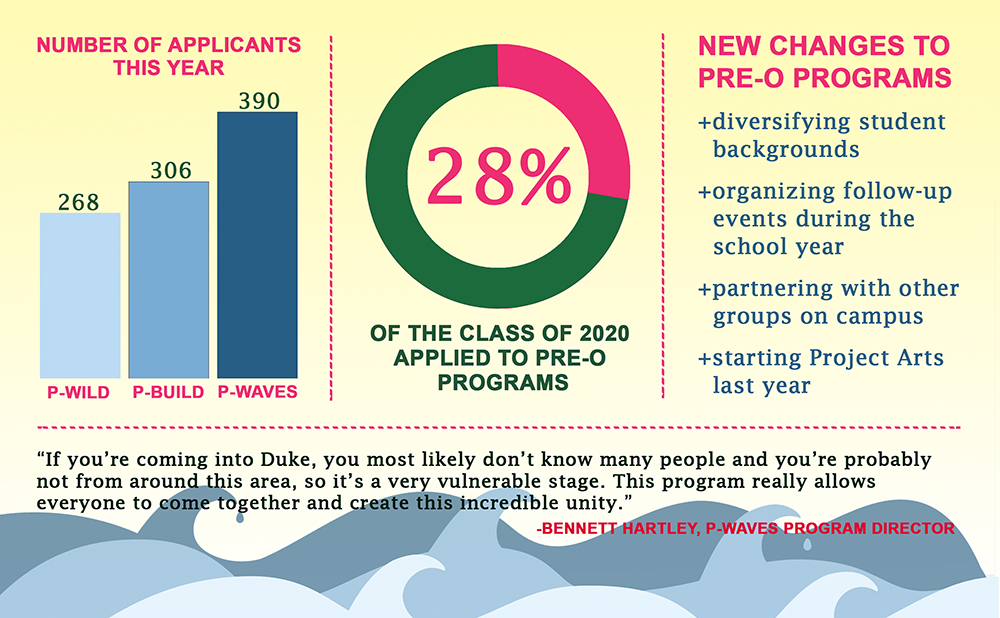 NUMBER OF APPLICANTS
THIS YEAR
268
306
390
P-WILD
P-BUILD
P-WAVES
28%
OF THE CLASS OF 2020
APPLIED TO PRE-O
PROGRAMS
NEW CHANGES TO
PRE-O PROGRAMS
+diversifying student
backgrounds
+organizing follow-up
events during the
school year
+partnering with other
groups on campus
+starting Project Arts
last year
“If you’re coming into Duke, you most likely don’t know many people and you’re probably
not from around this area, so it’s a very vulnerable stage. This program really allows
everyone to come together and create this incredible unity.”
-BENNETT HARTLEY, P-WAVES PROGRAM DIRECTOR